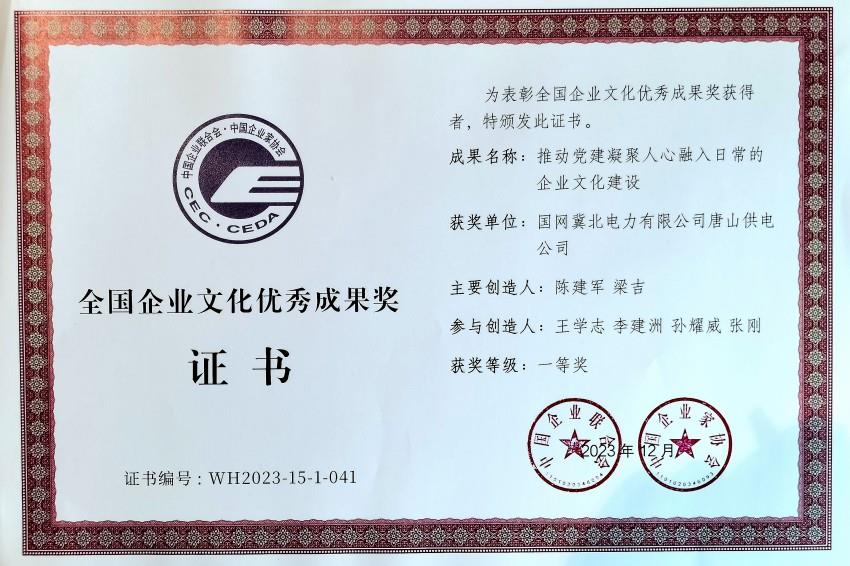 中国企业联合会·中国企业家协会
CEC·CEDA
全国企业文化优秀成果奖
证书
证书编号：WH2023-15-1-041
为表彰全国企业文化优秀成果奖获得
者，特颁发此证书。
成果名称：推动党建凝聚人心融入日常的
企业文化建设
获奖单位：国网冀北电力有限公司唐山供电
公司
主要创造人：陈建军 梁吉
参与创造人：王学志 李建洲 孙耀威 张刚
获奖等级：一等奖
中国企业联合会
中国企业家协会
2023年12月